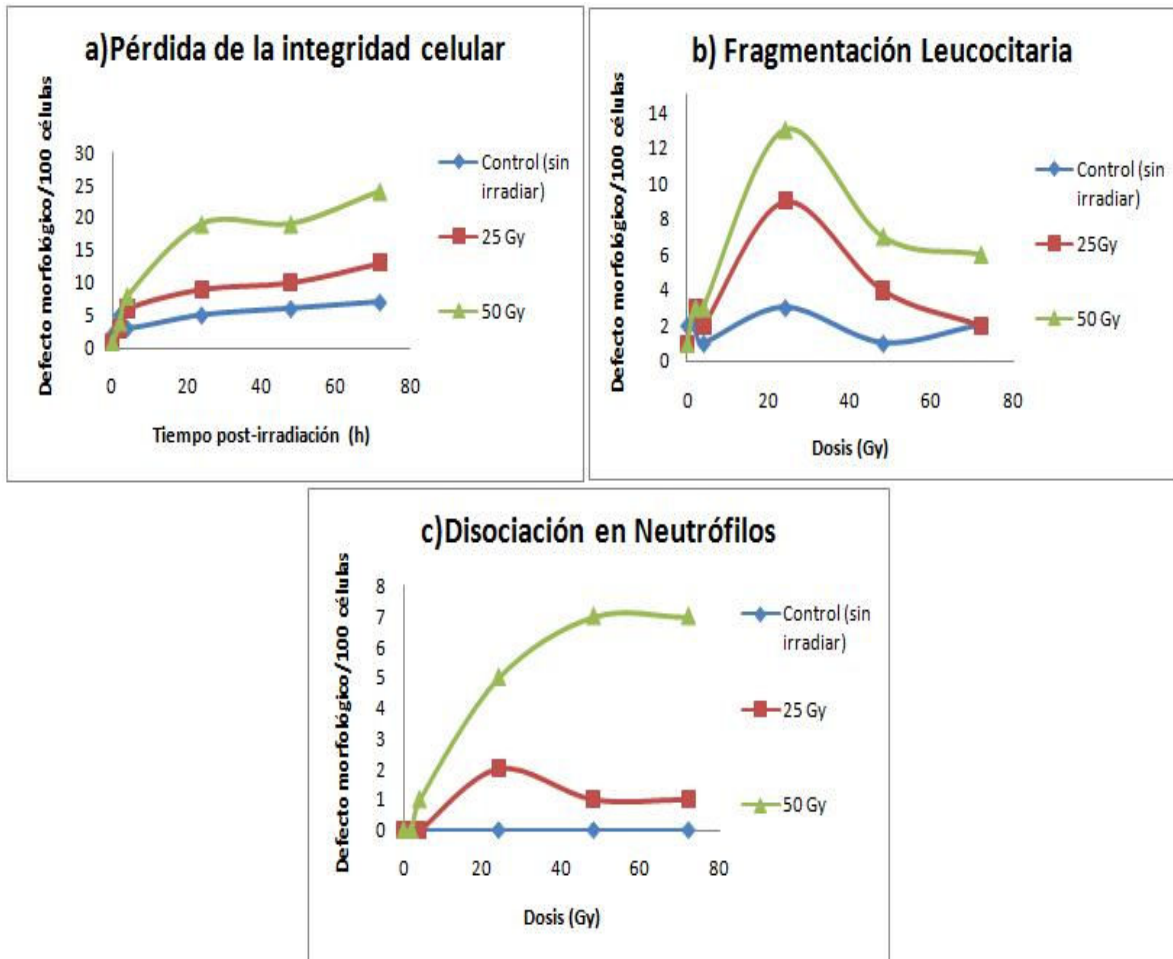 a)Pérdida de la integridad celular
Defecto morfológico/100 células
30
25
20
15
10
5
0
0 20 40 60 80
Tiempo post-irradiación (h)
Control (sin
irradiar)
25 Gy
50 Gy
b) Fragmentación Leucocitaria
Defecto morfológico/100 células
14
12
10
8
6
4
2
0
0 20 40 60 80
Dosis (Gy)
Control (sin
irradiar)
25Gy
50 Gy
c)Disociación en Neutrófilos
Defecto morfológico/100 células
8
7
6
5
4
3
2
1
0
0 20 40 60 80
Dosis (Gy)
Control (sin
irradiar)
25 Gy
50 Gy